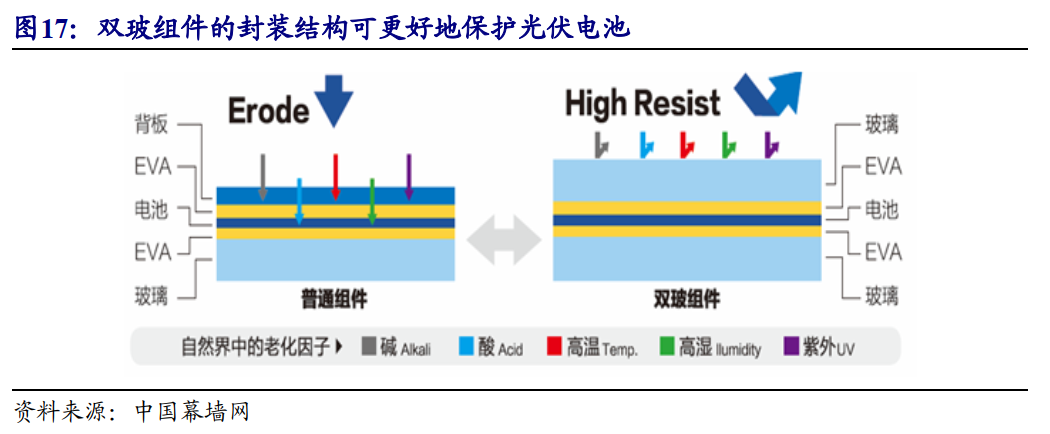 图17：双玻组件的封装结构可更好地保护光伏电池
Erode
High Resist
背板
EVA
电池
EVA
玻璃
玻璃
电池
EVA
玻璃
普通组件
双玻组件
自然界中的老化因子 碱 Alkali 酸 Acid 高温 Temp. 高湿 Ilumidity 紫外 UV
资料来源：中国幕墙网